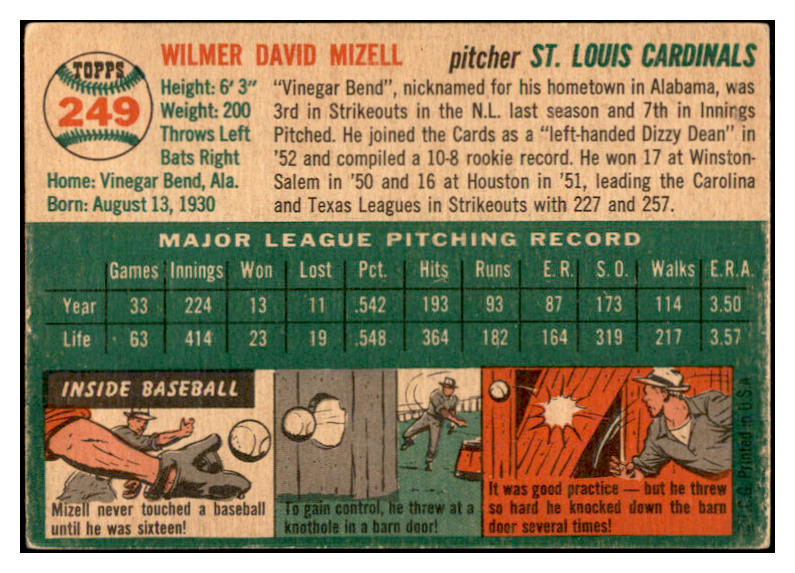 TOPPS
249
WILMER DAVID MIZELL pitcher ST. LOUIS CARDINALS
Height: 6' 3"
Weight: 200
Throws Left
Bats Right
Home: Vinegar Bend, Ala.
Born: August 13, 1930
"Vinegar Bend", nicknamed for his hometown in Alabama, was
3rd in Strikeouts in the N.L. last season and 7th in Innings
Pitched. He joined the Cards as a "left-handed Dizzy Dean" in
'52 and compiled a 10-8 rookie record. He won 17 at Winston-
Salem in '50 and 16 at Houston in '51, leading the Carolina
and Texas Leagues in Strikeouts with 227 and 257.
MAJOR LEAGUE PITCHING RECORD
Games Innings Won Lost Pct. Hits Runs E.R. S.O. Walks E.R.A.
Year 33 224 13 11 .542 193 93 87 173 114 3.50
Life 63 414 23 19 .548 364 182 164 319 217 3.57
INSIDE BASEBALL
Mizell never touched a baseball
until he was sixteen!
To gain control, he threw at a
knothole in a barn door!
It was good practice — but he threw
so hard he knocked down the barn
door several times!
T.C.G. Printed in U.S.A